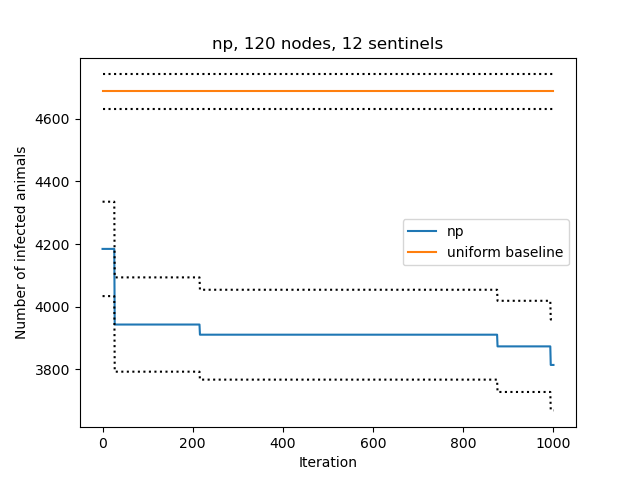 np, 120 nodes, 12 sentinels
Number of infected animals
4600
4400
4200
4000
3800
np
uniform baseline
0
200
400
600
800
1000
Iteration